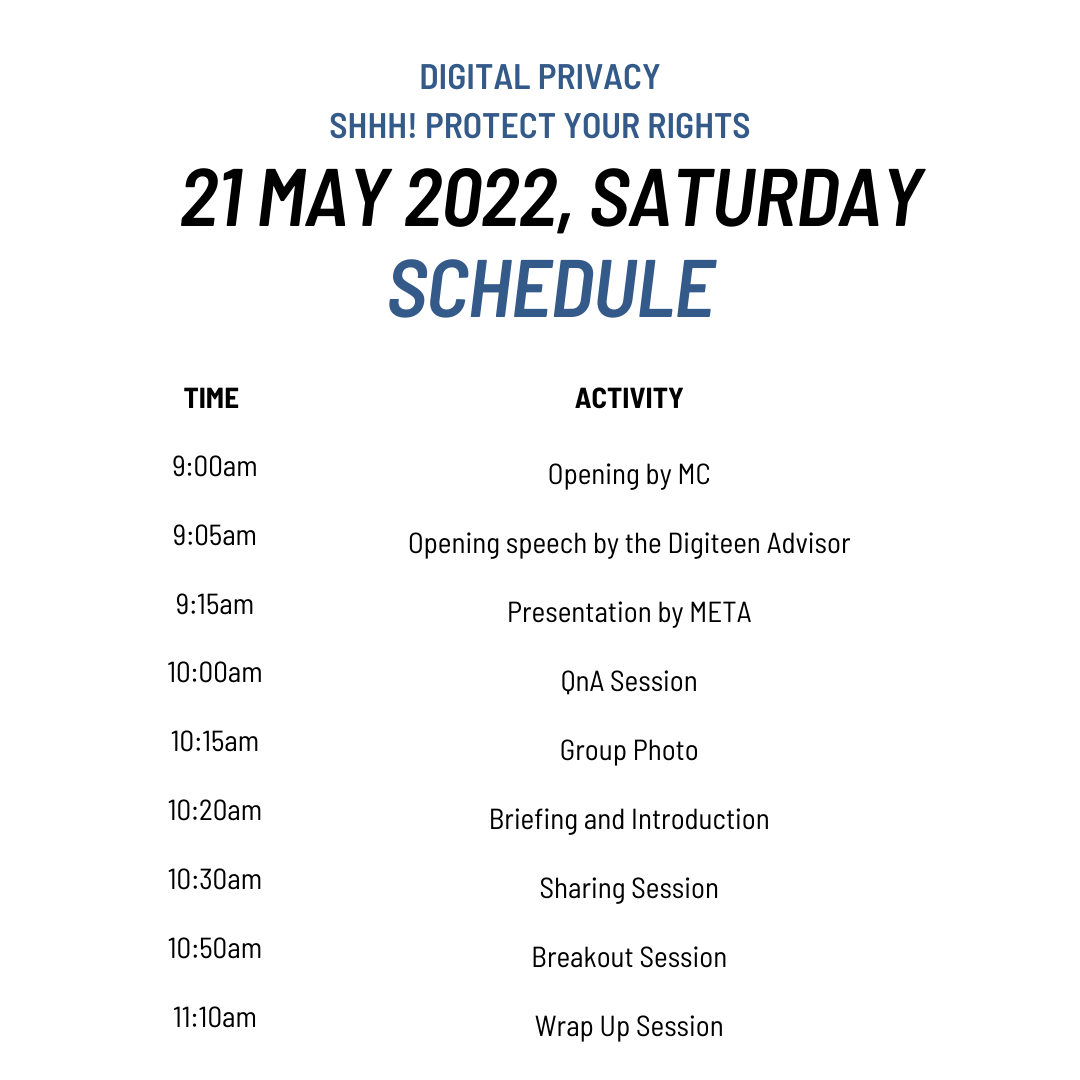 DIGITAL PRIVACY
SHHH! PROTECT YOUR RIGHTS
21 MAY 2022, SATURDAY
SCHEDULE
TIME ACTIVITY
9:00am Opening by MC
9:05am Opening speech by the Digiteen Advisor
9:15am Presentation by META
10:00am QnA Session
10:15am Group Photo
10:20am Briefing and Introduction
10:30am Sharing Session
10:50am Breakout Session
11:10am Wrap Up Session